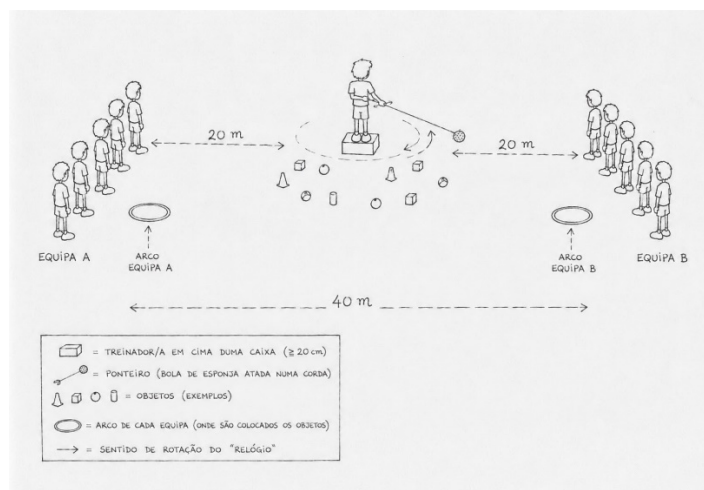 20 m
20 m
EQUIPA A
ARCO
EQUIPA A
ARCO
EQUIPA B
EQUIPA B
40 m
= TREINADOR/A EM CIMA DUMA CAIXA (≥ 20 cm)
= PONTEIRO (BOLA DE ESPONJA ATADA NUMA CORDA)
= OBJETOS (EXEMPLOS)
= ARCO DE CADA EQUIPA (ONDE SÃO COLOCADOS OS OBJETOS)
= SENTIDO DE ROTAÇÃO DO "RELÓGIO"